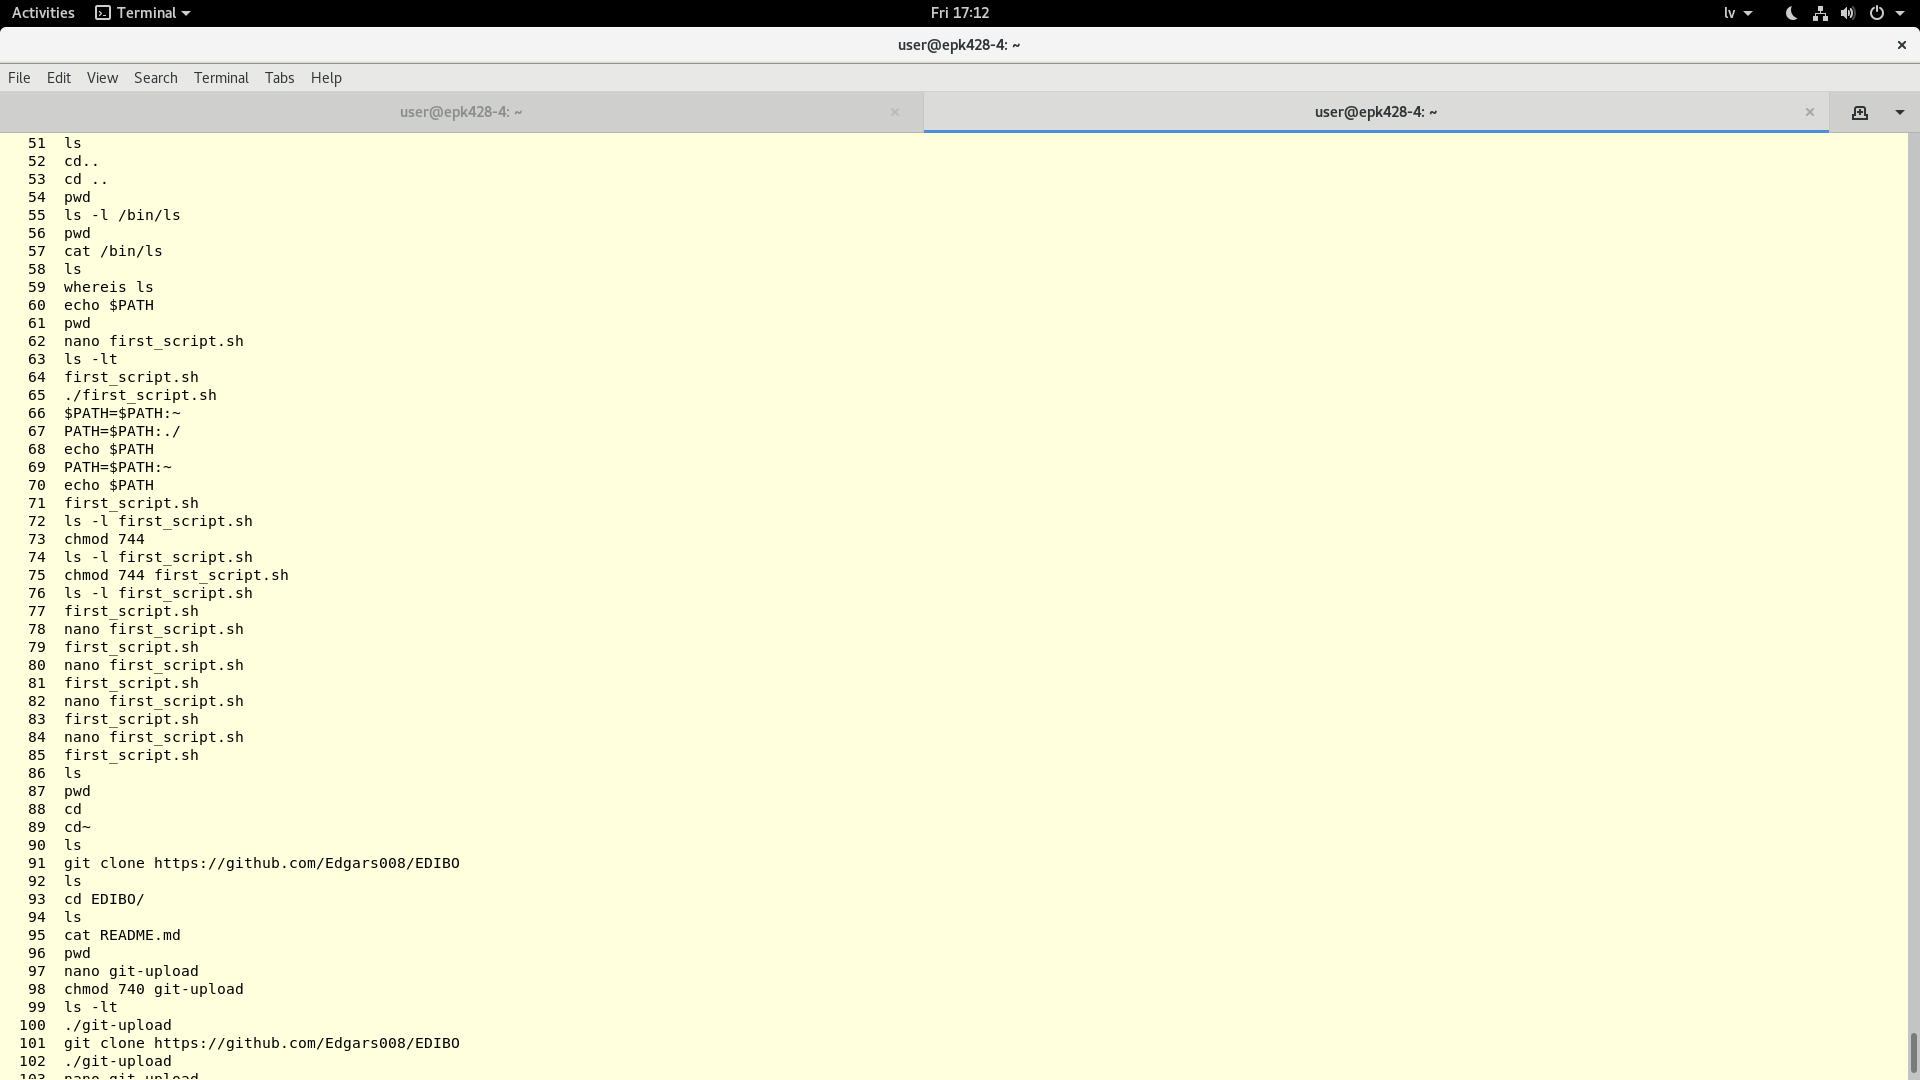 Activities Terminal Fri 17:12 lv
user@epk428-4: ~
File Edit View Search Terminal Tabs Help
user@epk428-4: ~ user@epk428-4: ~
51 ls
52 cd..
53 cd ..
54 pwd
55 ls -l /bin/ls
56 pwd
57 cat /bin/ls
58 ls
59 whereis ls
60 echo $PATH
61 pwd
62 nano first_script.sh
63 ls -lt
64 first_script.sh
65 ./first_script.sh
66 $PATH=$PATH:~
67 PATH=$PATH:./
68 echo $PATH
69 PATH=$PATH:~
70 echo $PATH
71 first_script.sh
72 ls -l first_script.sh
73 chmod 744
74 ls -l first_script.sh
75 chmod 744 first_script.sh
76 ls -l first_script.sh
77 first_script.sh
78 nano first_script.sh
79 first_script.sh
80 nano first_script.sh
81 first_script.sh
82 nano first_script.sh
83 first_script.sh
84 nano first_script.sh
85 first_script.sh
86 ls
87 pwd
88 cd
89 cd~
90 ls
91 git clone https://github.com/Edgars008/EDIBO
92 ls
93 cd EDIBO/
94 ls
95 cat README.md
96 pwd
97 nano git-upload
98 chmod 740 git-upload
99 ls -lt
100 ./git-upload
101 git clone https://github.com/Edgars008/EDIBO
102 ./git-upload
103 nano git-upload